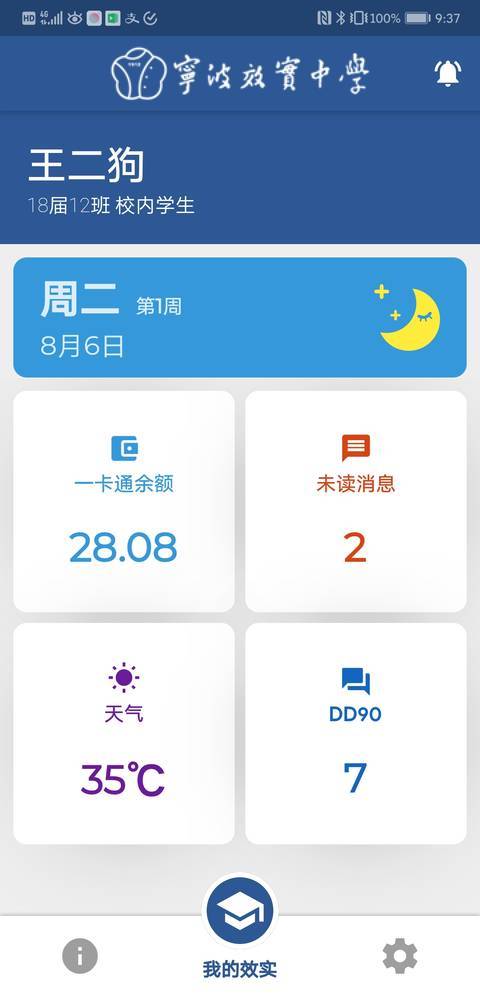 HD 4G 支 100% 9:37
寧波效實中學
王二狗
18届12班 校内学生
周二 第1周
8月6日
一卡通余额
28.08
未读消息
2
天气
35℃
DD90
7
我的效实